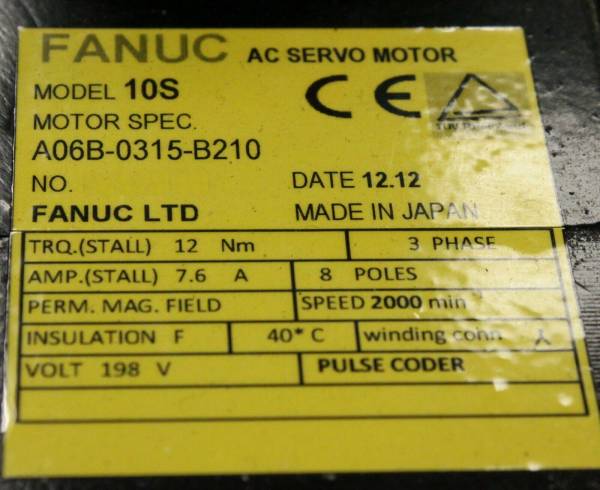 FANUC AC SERVO MOTOR
MODEL 10S
MOTOR SPEC.
A06B-0315-B210
NO. DATE 12.12
FANUC LTD MADE IN JAPAN
TRQ.(STALL) 12 Nm 3 PHASE
AMP.(STALL) 7.6 A 8 POLES
PERM. MAG. FIELD SPEED 2000 min
INSULATION F 40° C winding conn
VOLT 198 V PULSE CODER
CE
TÜV